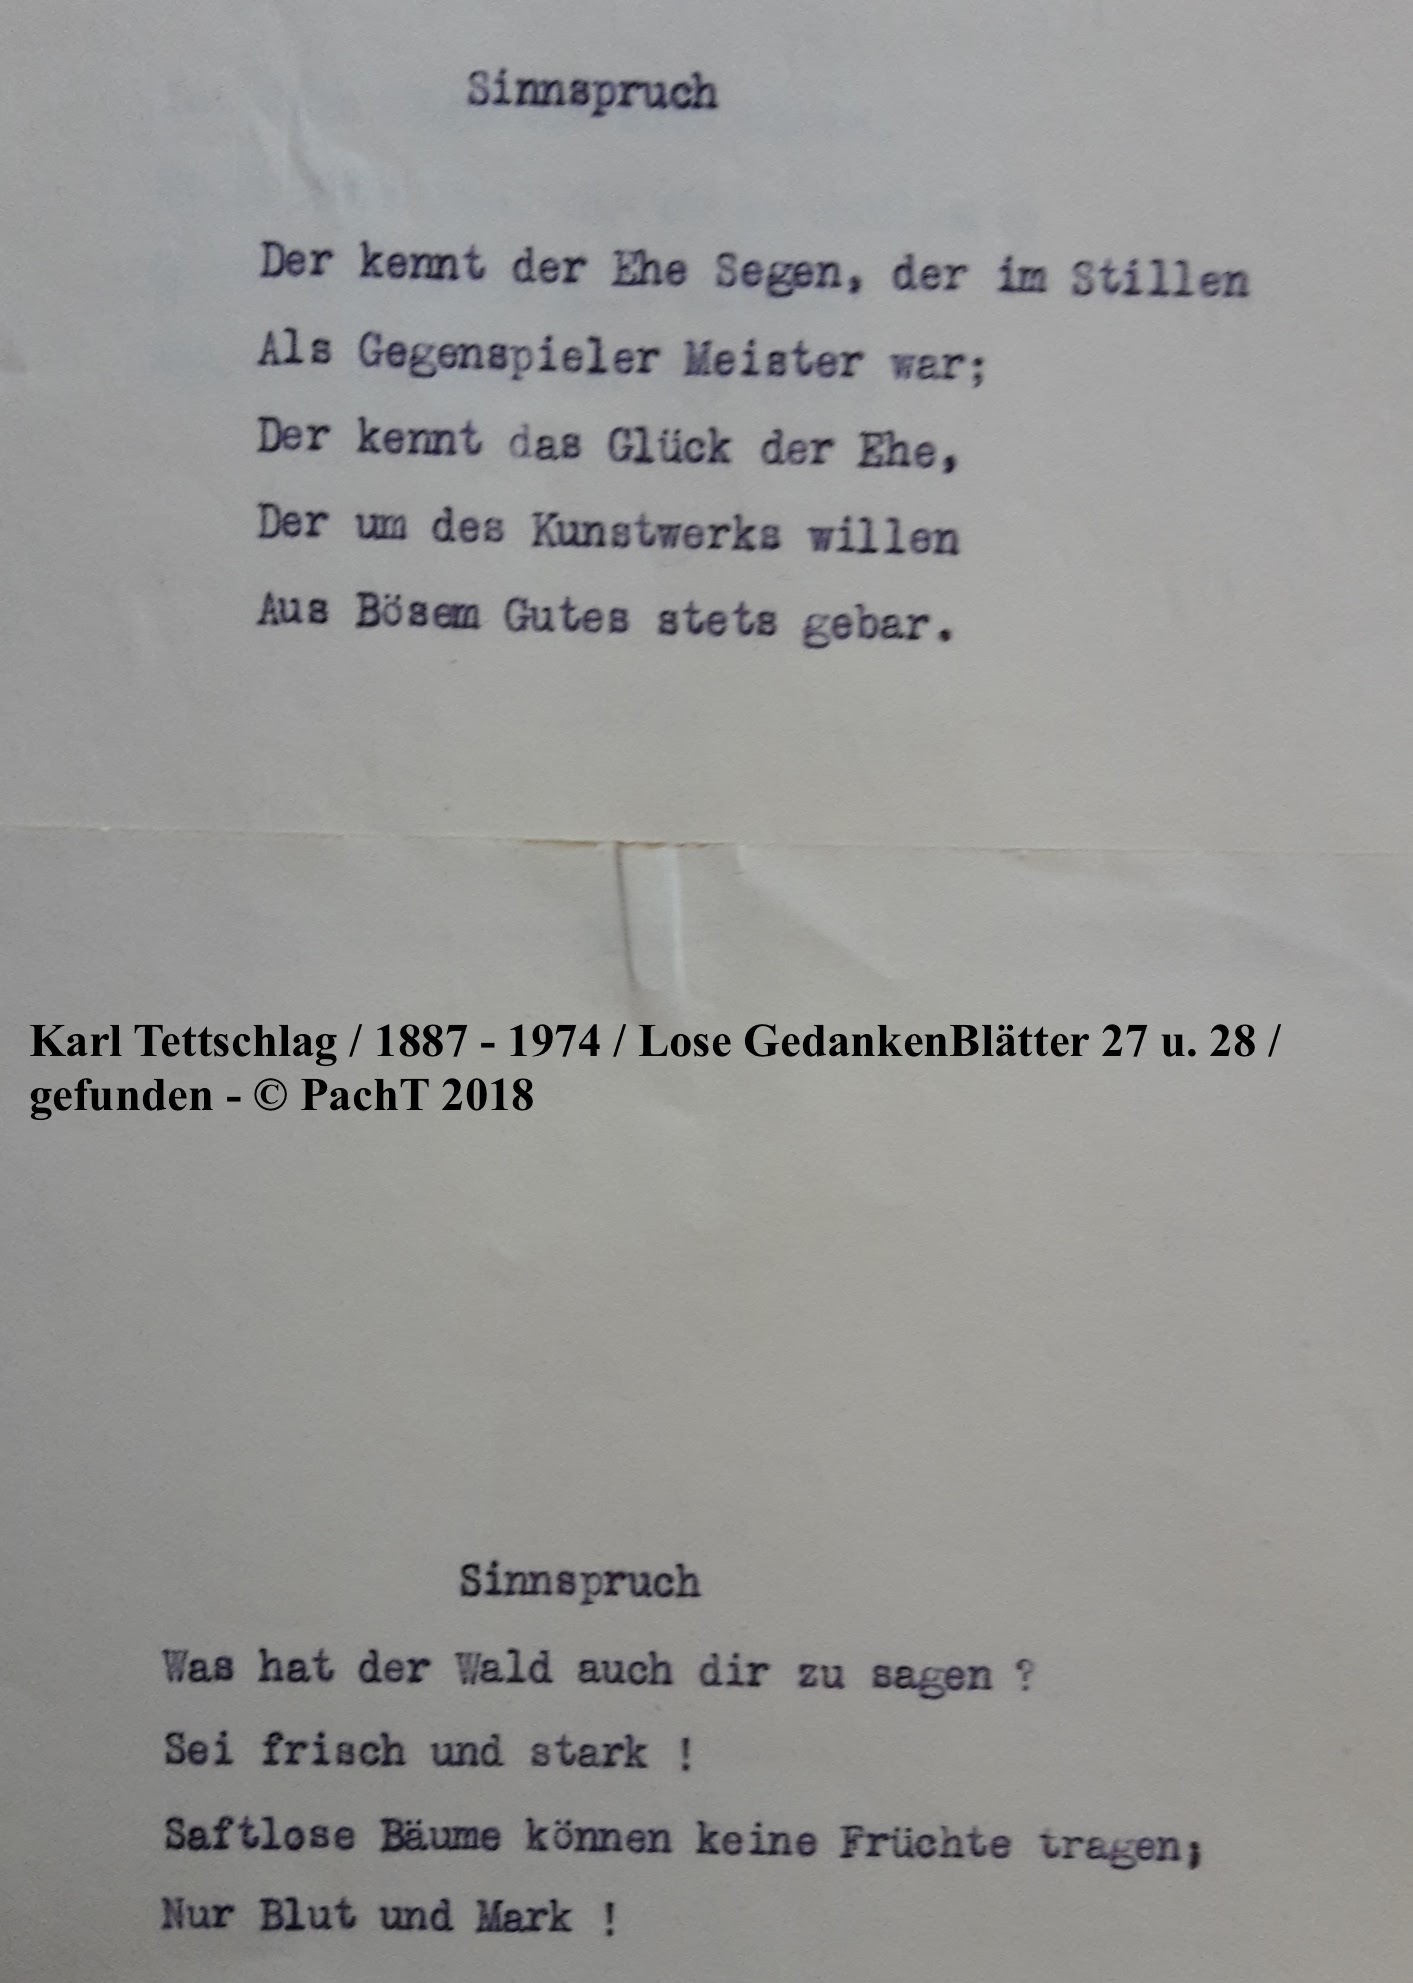 Sinnspruch
Der kennt der Ehe Segen, der im Stillen
Als Gegenspieler Meister war;
Der kennt das Glück der Ehe,
Der um des Kunstwerks willen
Aus Bösem Gutes stets gebar.
Karl Tettschlag / 1887 - 1974 / Lose GedankenBlätter 27 u. 28 /
gefunden - © PachT 2018
Sinnspruch
Was hat der Wald auch dir zu sagen ?
Sei frisch und stark !
Saftlose Bäume können keine Früchte tragen;
Nur Blut und Mark !